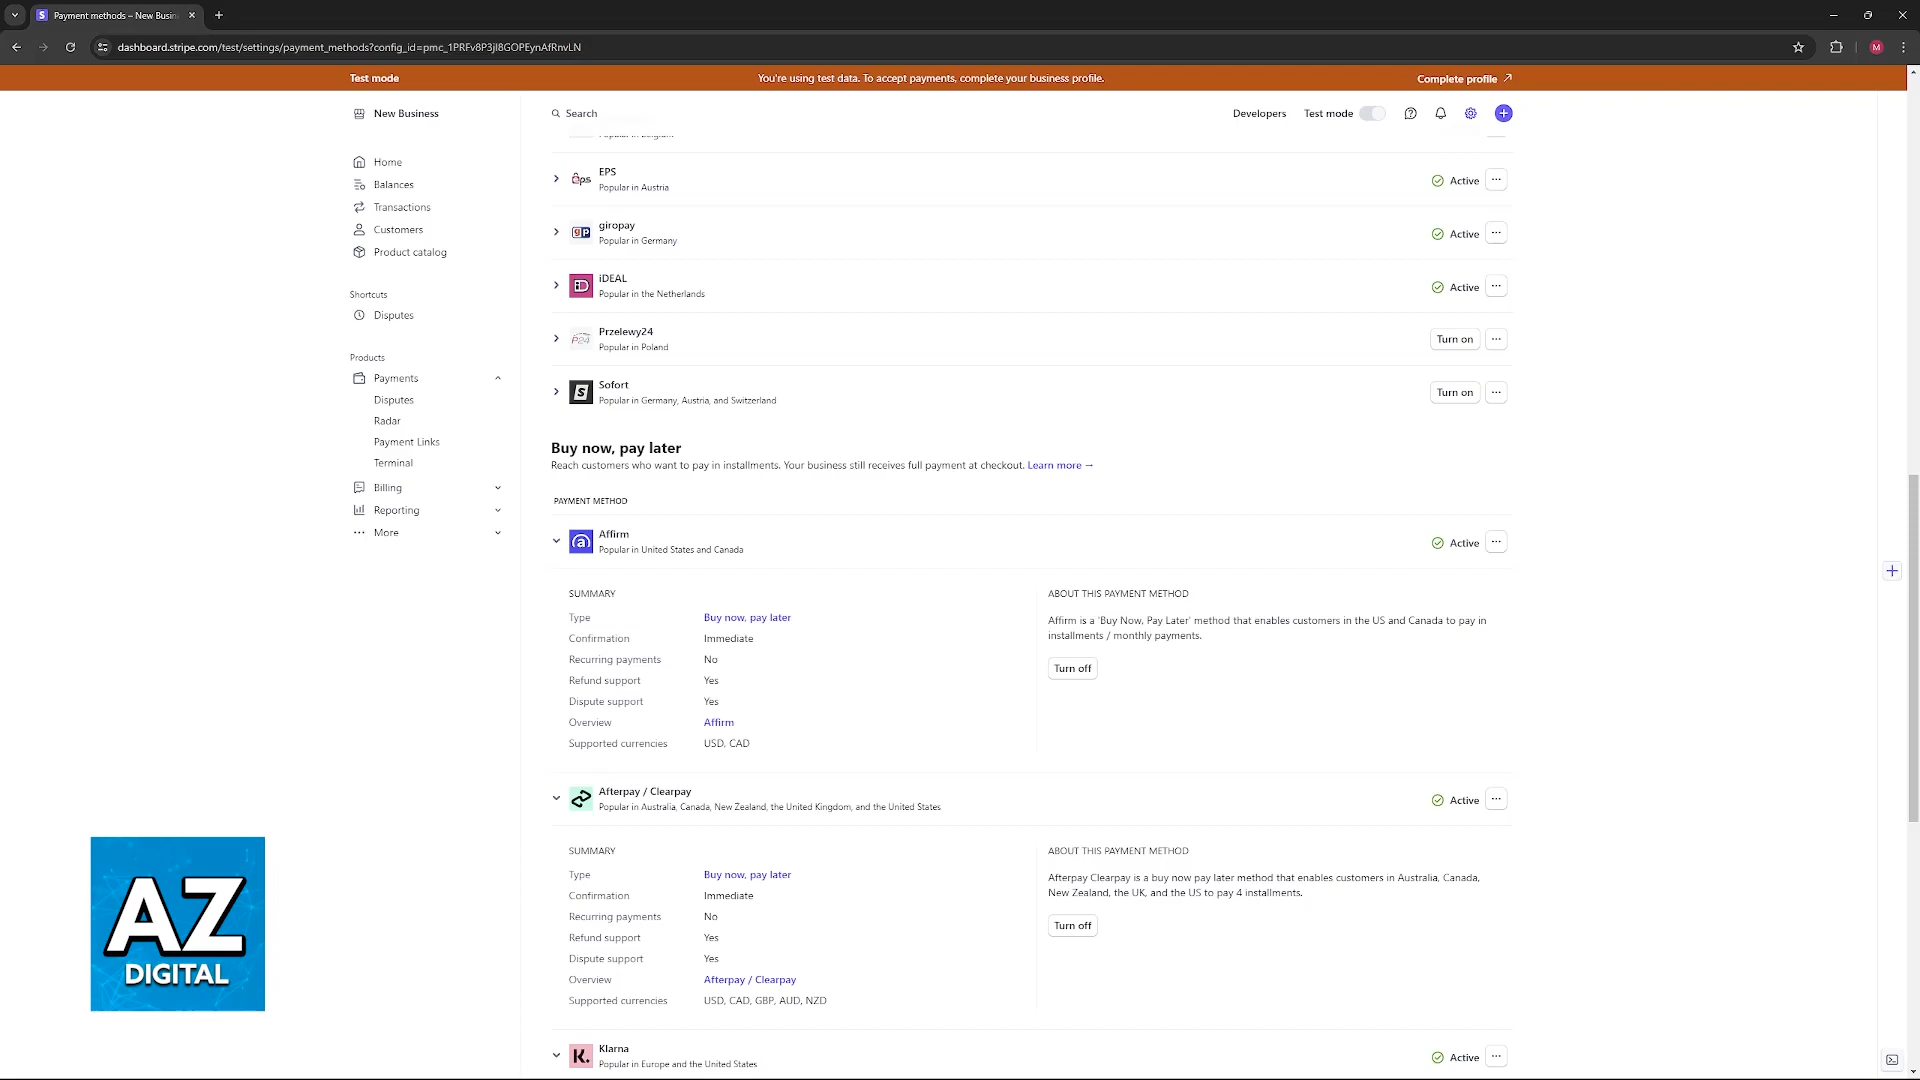 Payment methods – New Busin
dashboard.stripe.com/test/settings/payment_methods?config_id=pmc_1PRFv8P3jI8GOPEynAfRnvLN
M
Test mode
You're using test data. To accept payments, complete your business profile.
Complete profile
New Business
Search
Developers
Test mode
Home
Balances
Transactions
Customers
Product catalog
Shortcuts
Disputes
Products
Payments
Disputes
Radar
Payment Links
Terminal
Billing
Reporting
More
Popular in Belgium
eps
EPS
Popular in Austria
Active
giropay
Popular in Germany
Active
iD
iDEAL
Popular in the Netherlands
Active
P24
Przelewy24
Popular in Poland
Turn on
S
Sofort
Popular in Germany, Austria, and Switzerland
Turn on
Buy now, pay later
Reach customers who want to pay in installments. Your business still receives full payment at checkout. Learn more →
PAYMENT METHOD
a
Affirm
Popular in United States and Canada
Active
SUMMARY
Type Buy now, pay later
Confirmation Immediate
Recurring payments No
Refund support Yes
Dispute support Yes
Overview Affirm
Supported currencies USD, CAD
ABOUT THIS PAYMENT METHOD
Affirm is a 'Buy Now, Pay Later' method that enables customers in the US and Canada to pay in
installments / monthly payments.
Turn off
Afterpay / Clearpay
Popular in Australia, Canada, New Zealand, the United Kingdom, and the United States
Active
SUMMARY
Type Buy now, pay later
Confirmation Immediate
Recurring payments No
Refund support Yes
Dispute support Yes
Overview Afterpay / Clearpay
Supported currencies USD, CAD, GBP, AUD, NZD
ABOUT THIS PAYMENT METHOD
Afterpay Clearpay is a buy now pay later method that enables customers in Australia, Canada,
New Zealand, the UK, and the US to pay 4 installments.
Turn off
K.
Klarna
Popular in Europe and the United States
Active
AZ
DIGITAL